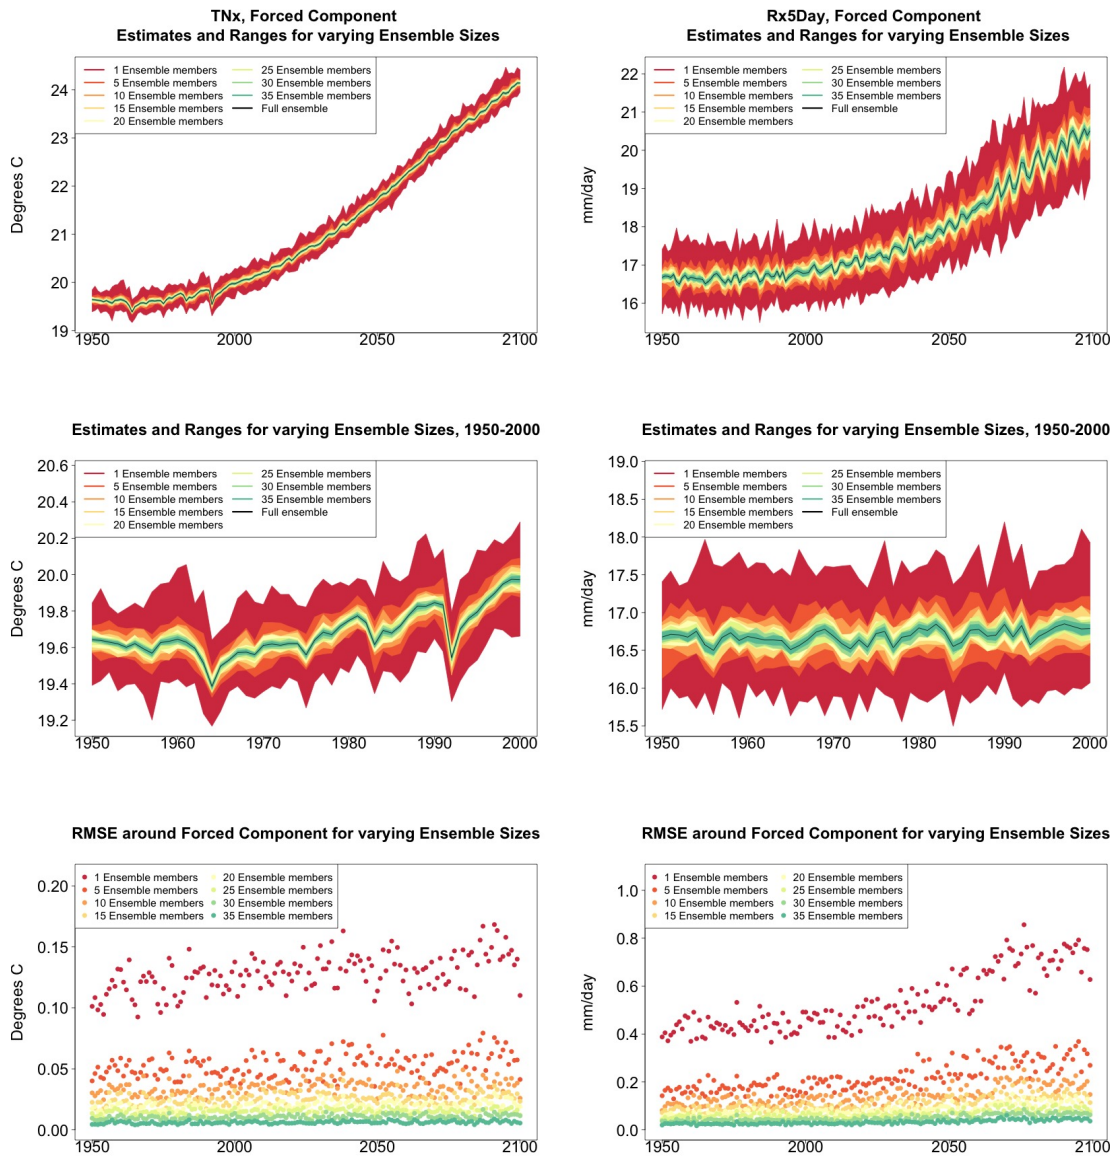 TNx, Forced Component
Estimates and Ranges for varying Ensemble Sizes
1 Ensemble members
5 Ensemble members
10 Ensemble members
15 Ensemble members
20 Ensemble members
25 Ensemble members
30 Ensemble members
35 Ensemble members
Full ensemble
Degrees C
24
23
22
21
20
19
1950 2000 2050 2100
Rx5Day, Forced Component
Estimates and Ranges for varying Ensemble Sizes
1 Ensemble members
5 Ensemble members
10 Ensemble members
15 Ensemble members
20 Ensemble members
25 Ensemble members
30 Ensemble members
35 Ensemble members
Full ensemble
mm/day
22
21
20
19
18
17
16
1950 2000 2050 2100
Estimates and Ranges for varying Ensemble Sizes, 1950-2000
1 Ensemble members
5 Ensemble members
10 Ensemble members
15 Ensemble members
20 Ensemble members
25 Ensemble members
30 Ensemble members
35 Ensemble members
Full ensemble
Degrees C
20.6
20.4
20.2
20.0
19.8
19.6
19.4
19.2
1950 1960 1970 1980 1990 2000
Estimates and Ranges for varying Ensemble Sizes, 1950-2000
1 Ensemble members
5 Ensemble members
10 Ensemble members
15 Ensemble members
20 Ensemble members
25 Ensemble members
30 Ensemble members
35 Ensemble members
Full ensemble
mm/day
19.0
18.5
18.0
17.5
17.0
16.5
16.0
15.5
1950 1960 1970 1980 1990 2000
RMSE around Forced Component for varying Ensemble Sizes
1 Ensemble members
5 Ensemble members
10 Ensemble members
15 Ensemble members
20 Ensemble members
25 Ensemble members
30 Ensemble members
35 Ensemble members
Degrees C
0.20
0.15
0.10
0.05
0.00
1950 2000 2050 2100
RMSE around Forced Component for varying Ensemble Sizes
1 Ensemble members
5 Ensemble members
10 Ensemble members
15 Ensemble members
20 Ensemble members
25 Ensemble members
30 Ensemble members
35 Ensemble members
mm/day
1.0
0.8
0.6
0.4
0.2
0.0
1950 2000 2050 2100